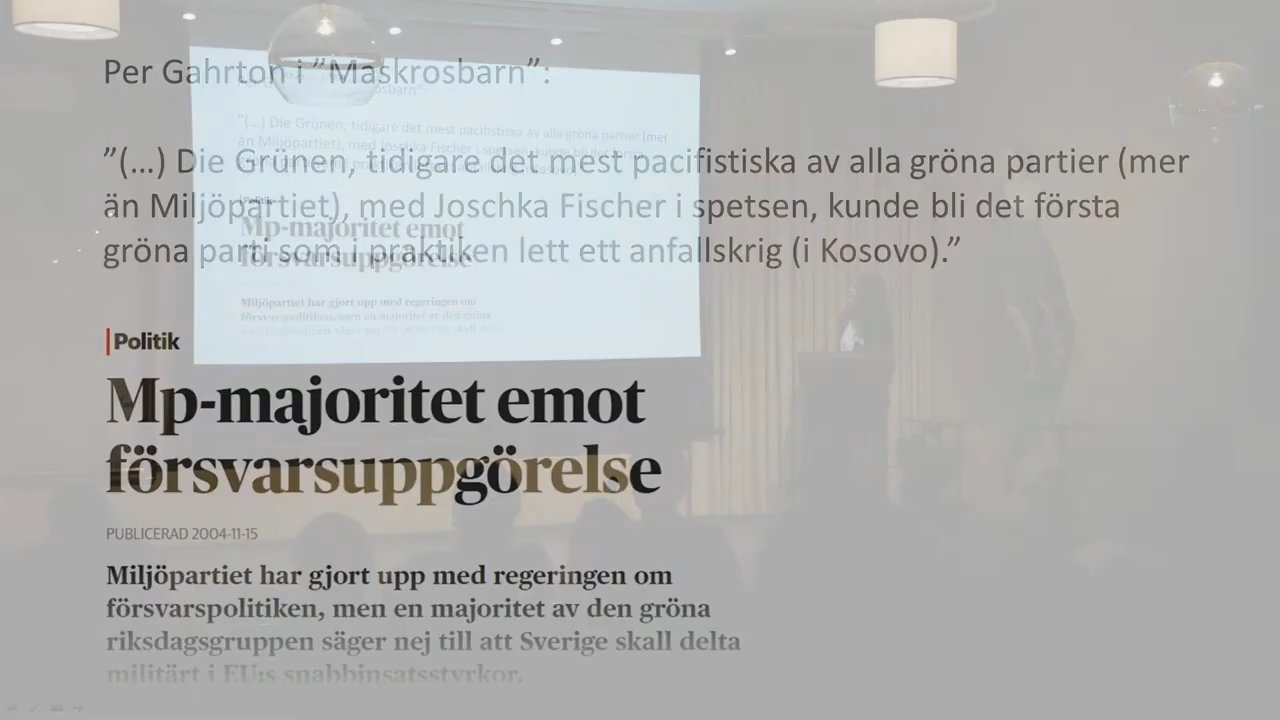 Per Gahrton i ”Maskrosbarn”:
”(…) Die Grünen, tidigare det mest pacifistiska av alla gröna partier (mer
än Miljöpartiet), med Joschka Fischer i spetsen, kunde bli det första
gröna parti som i praktiken lett ett anfallskrig (i Kosovo).”
Politik
Mp-majoritet emot
försvarsuppgörelse
PUBLICERAD 2004-11-15
Miljöpartiet har gjort upp med regeringen om
försvarspolitiken, men en majoritet av den gröna
riksdagsgruppen säger nej till att Sverige skall delta
militärt i EU:s snabbinsatsstyrkor.